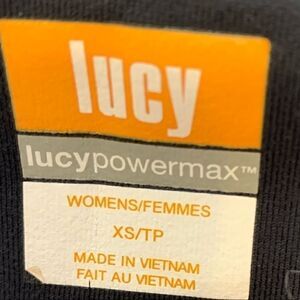 lucy
lucypowermax™
WOMENS/FEMMES
XS/TP
MADE IN VIETNAM
FAIT AU VIETNAM